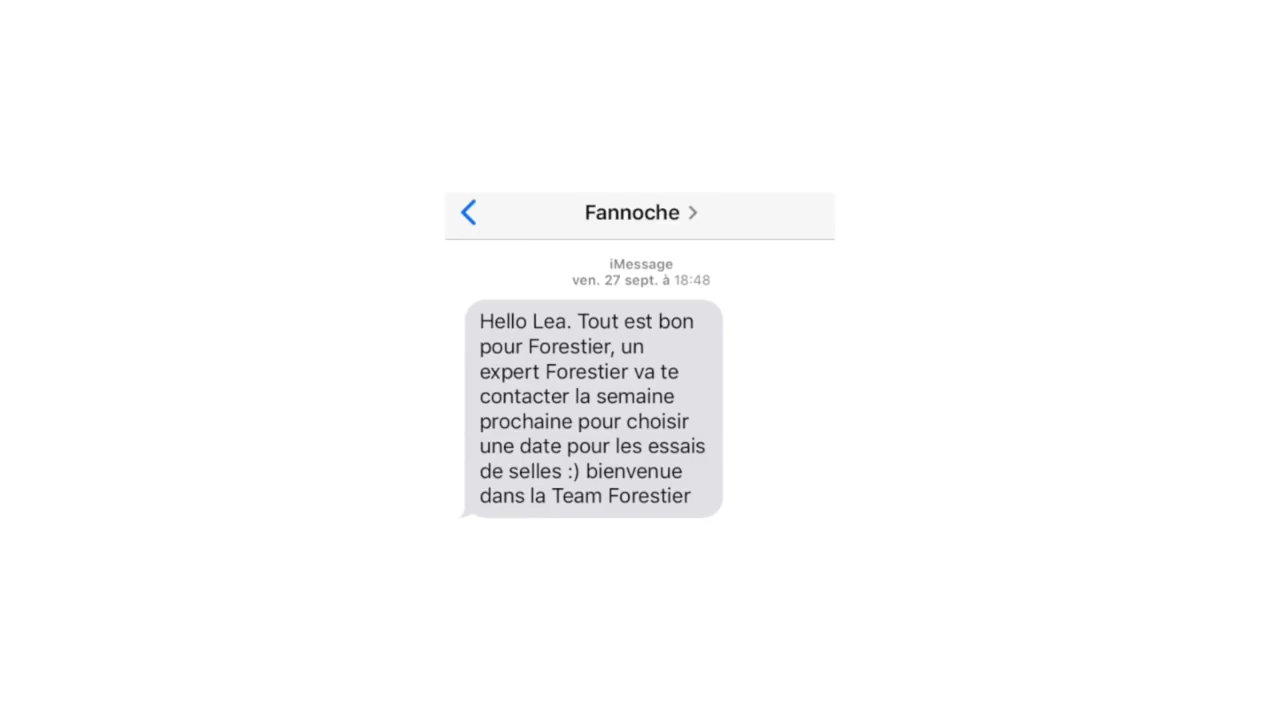 Fannoche
iMessage
ven. 27 sept. à 18:48
Hello Lea. Tout est bon
pour Forestier, un
expert Forestier va te
contacter la semaine
prochaine pour choisir
une date pour les essais
de selles :) bienvenue
dans la Team Forestier